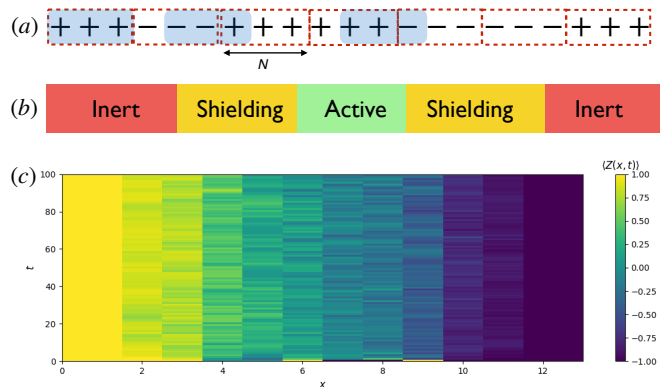 (a) + + + − − − + + + + + + − − − − − − + + +
N
(b) Inert Shielding Active Shielding Inert
(c)
⟨Z(x, t)⟩
100
80
60
40
20
0
t
0 2 4 6 8 10 12
x
1.00
0.75
0.50
0.25
0.00
−0.25
−0.50
−0.75
−1.00